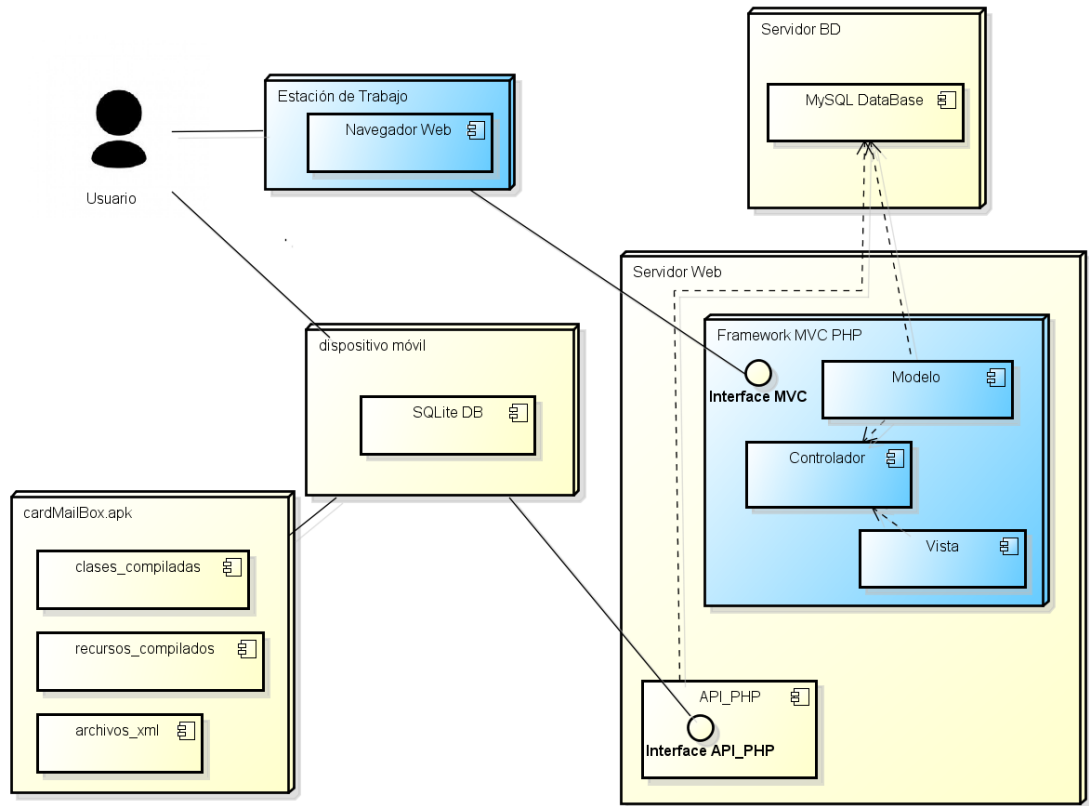 Servidor BD
MySQL DataBase
Estación de Trabajo
Navegador Web
Usuario
Servidor Web
Framework MVC PHP
Interface MVC
Modelo
Controlador
Vista
dispositivo móvil
SQLite DB
cardMailBox.apk
clases_compiladas
recursos_compilados
archivos_xml
API_PHP
Interface API_PHP